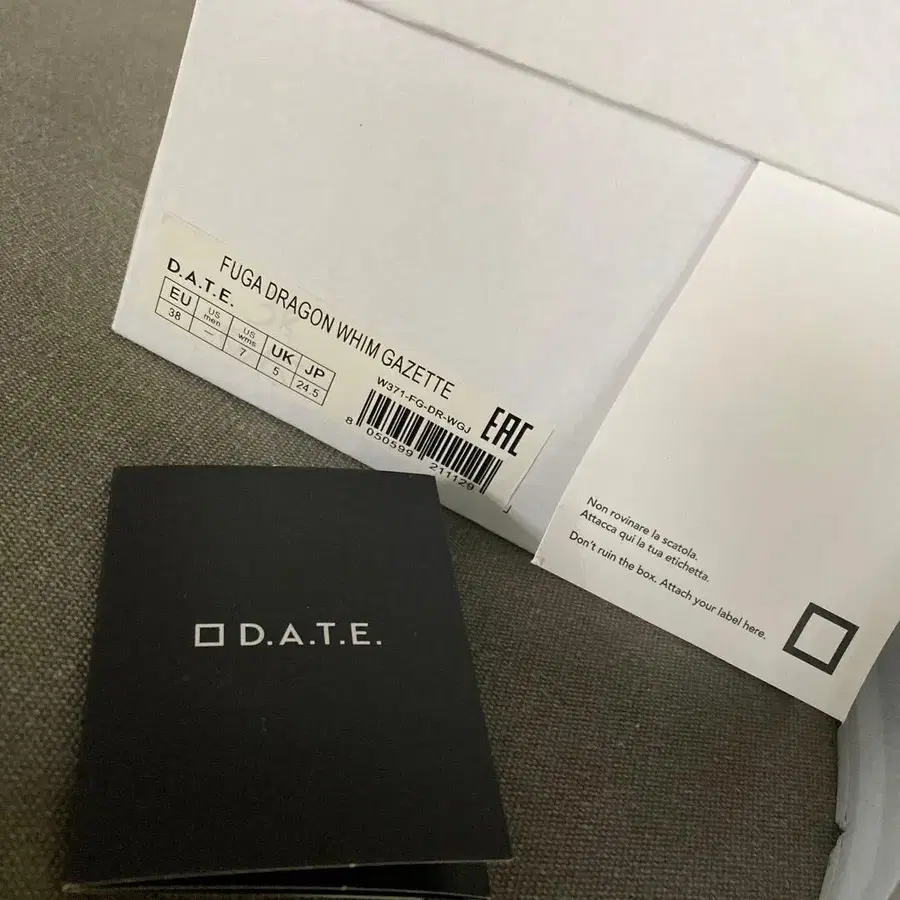 FUGA DRAGON WHIM GAZETTE
D.A.T.E.
EU US men US wms UK JP
38 – 7 5 24.5
W371-FG-DR-WGJ
8 050599 211129
EAC
Non rovinare la scatola.
Attacca qui la tua etichetta.
Don't ruin the box. Attach your label here.
D.A.T.E.